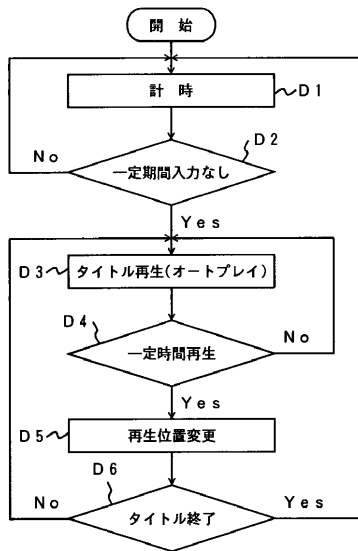 開始
計時
D1
D2
一定期間入力なし
No
Yes
D3
タイトル再生(オートプレイ)
D4
一定時間再生
No
Yes
D5
再生位置変更
D6
タイトル終了
No
Yes